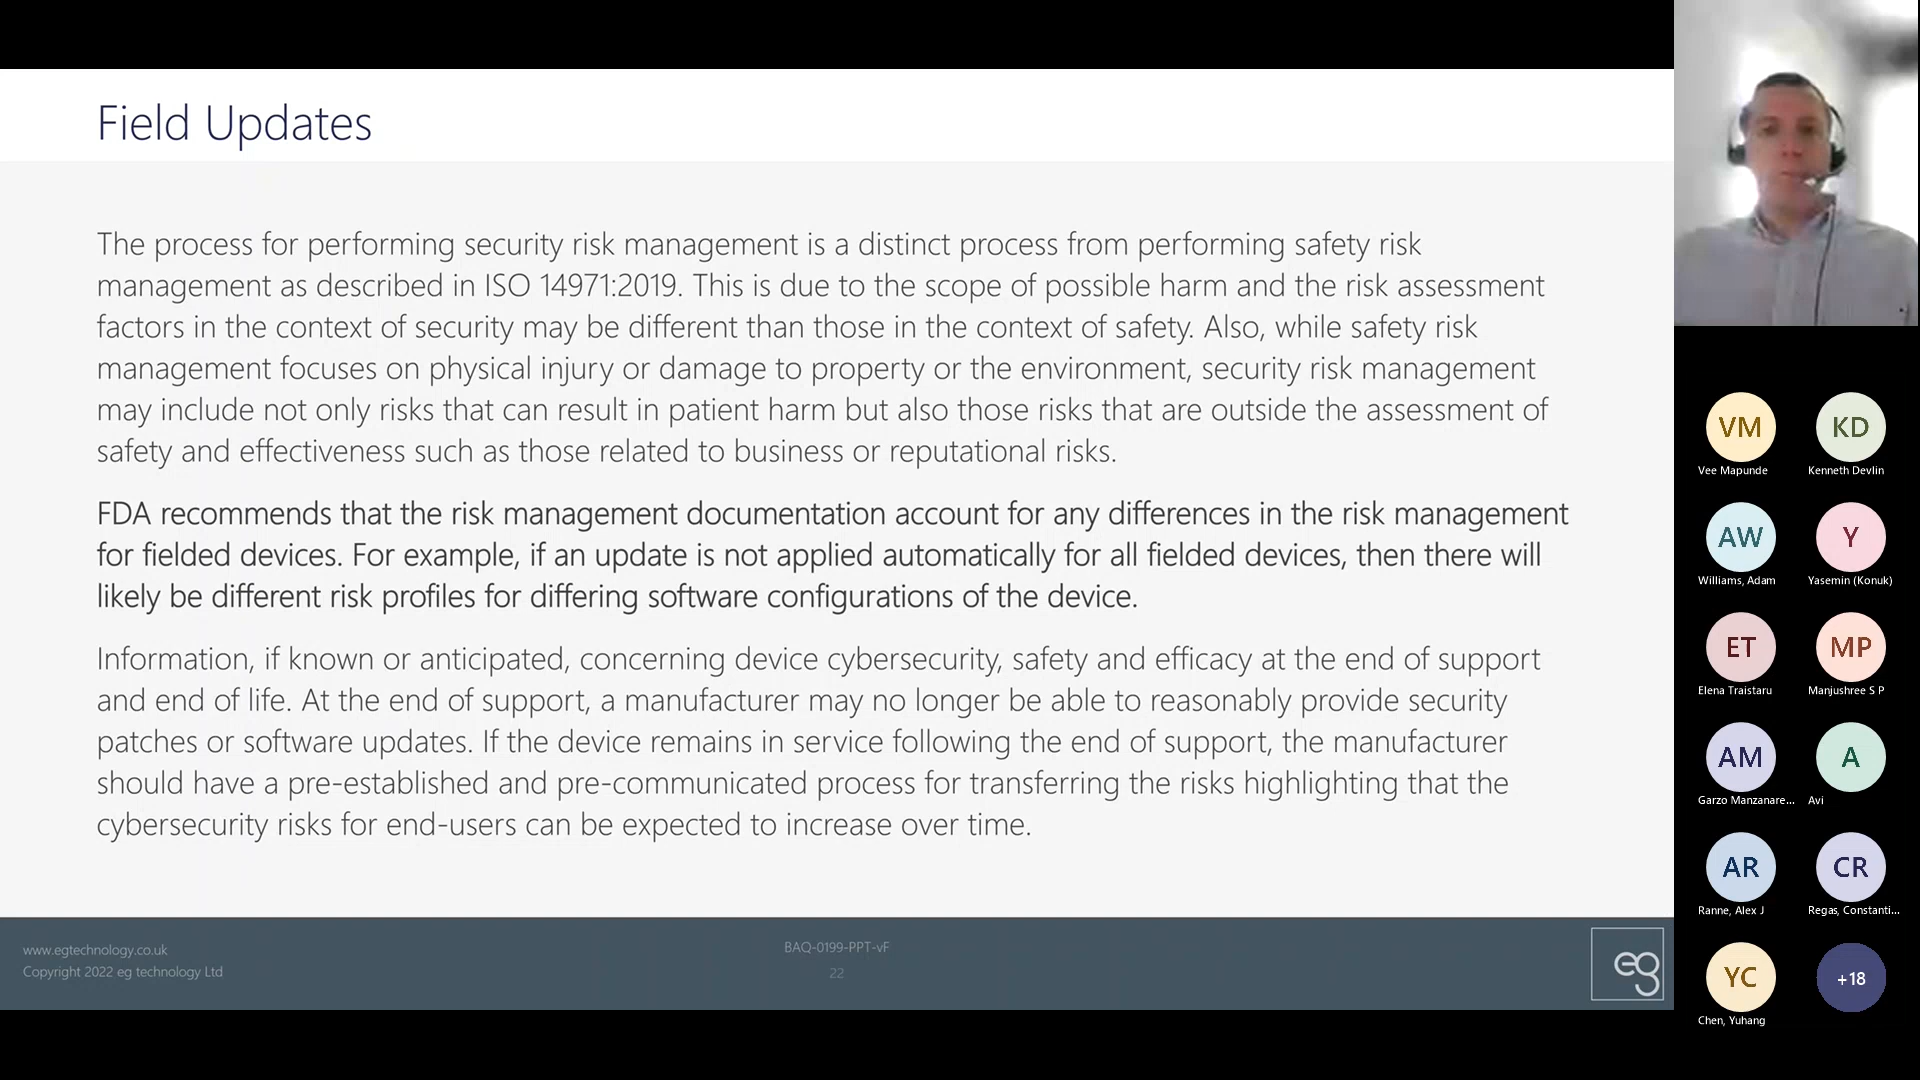 Field Updates
The process for performing security risk management is a distinct process from performing safety risk
management as described in ISO 14971:2019. This is due to the scope of possible harm and the risk assessment
factors in the context of security may be different than those in the context of safety. Also, while safety risk
management focuses on physical injury or damage to property or the environment, security risk management
may include not only risks that can result in patient harm but also those risks that are outside the assessment of
safety and effectiveness such as those related to business or reputational risks.
FDA recommends that the risk management documentation account for any differences in the risk management
for fielded devices. For example, if an update is not applied automatically for all fielded devices, then there will
likely be different risk profiles for differing software configurations of the device.
Information, if known or anticipated, concerning device cybersecurity, safety and efficacy at the end of support
and end of life. At the end of support, a manufacturer may no longer be able to reasonably provide security
patches or software updates. If the device remains in service following the end of support, the manufacturer
should have a pre-established and pre-communicated process for transferring the risks highlighting that the
cybersecurity risks for end-users can be expected to increase over time.
www.egtechnology.co.uk
Copyright 2022 eg technology Ltd
BAQ-0199-PPT-vF
22
eg
VM
Vee Mapunde
KD
Kenneth Devlin
AW
Williams, Adam
Y
Yasemin (Konuk)
ET
Elena Traistaru
MP
Manjushree S P
AM
Garzo Manzanare...
A
Avi
AR
Ranne, Alex J
CR
Regas, Constanti...
YC
Chen, Yuhang
+18